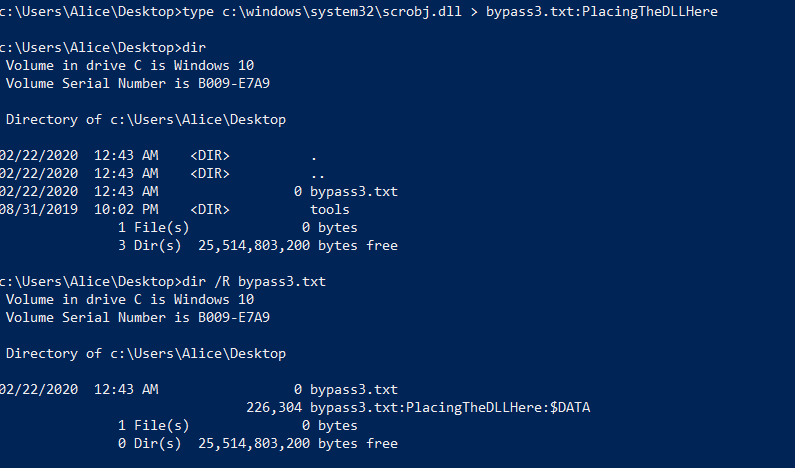 c:\Users\Alice\Desktop>type c:\windows\system32\scrobj.dll > bypass3.txt:PlacingTheDLLHere
c:\Users\Alice\Desktop>dir
Volume in drive C is Windows 10
Volume Serial Number is B009-E7A9
Directory of c:\Users\Alice\Desktop
02/22/2020  12:43 AM    <DIR>          .
02/22/2020  12:43 AM    <DIR>          ..
02/22/2020  12:43 AM                 0 bypass3.txt
08/31/2019  10:02 PM    <DIR>          tools
1 File(s)              0 bytes
3 Dir(s)  25,514,803,200 bytes free
c:\Users\Alice\Desktop>dir /R bypass3.txt
Volume in drive C is Windows 10
Volume Serial Number is B009-E7A9
Directory of c:\Users\Alice\Desktop
02/22/2020  12:43 AM                 0 bypass3.txt
226,304 bypass3.txt:PlacingTheDLLHere:$DATA
1 File(s)              0 bytes
0 Dir(s)  25,514,803,200 bytes free